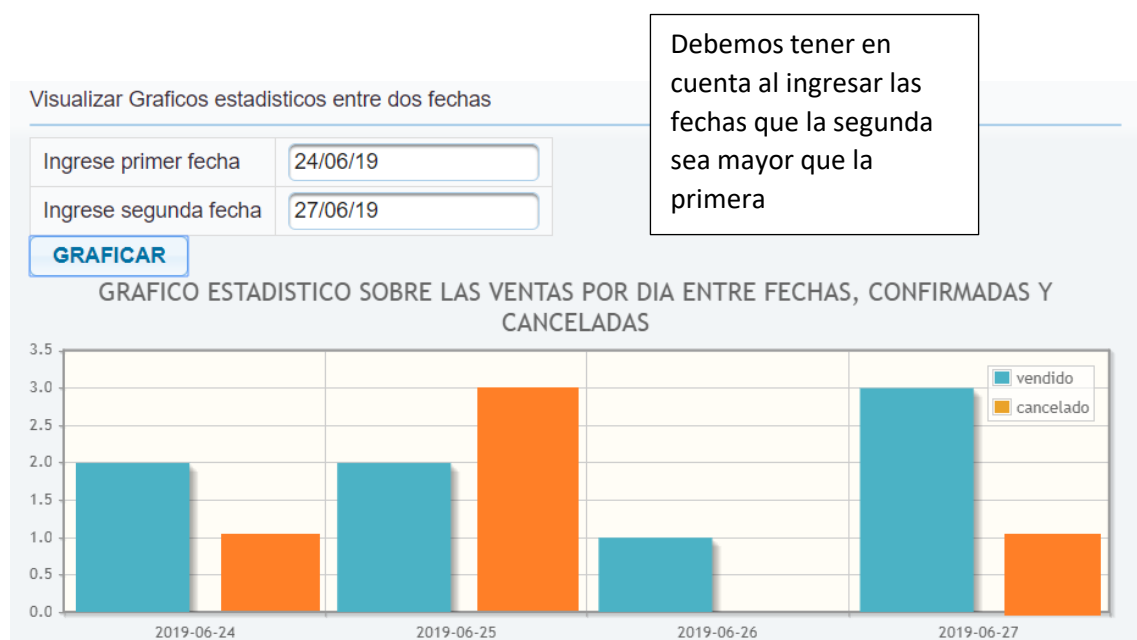 Debemos tener en
cuenta al ingresar las
fechas que la segunda
sea mayor que la
primera
Visualizar Graficos estadisticos entre dos fechas
Ingrese primer fecha 24/06/19
Ingrese segunda fecha 27/06/19
GRAFICAR
GRAFICO ESTADISTICO SOBRE LAS VENTAS POR DIA ENTRE FECHAS, CONFIRMADAS Y
CANCELADAS
3.5
3.0
2.5
2.0
1.5
1.0
0.5
0.0
vendido
cancelado
2019-06-24 2019-06-25 2019-06-26 2019-06-27